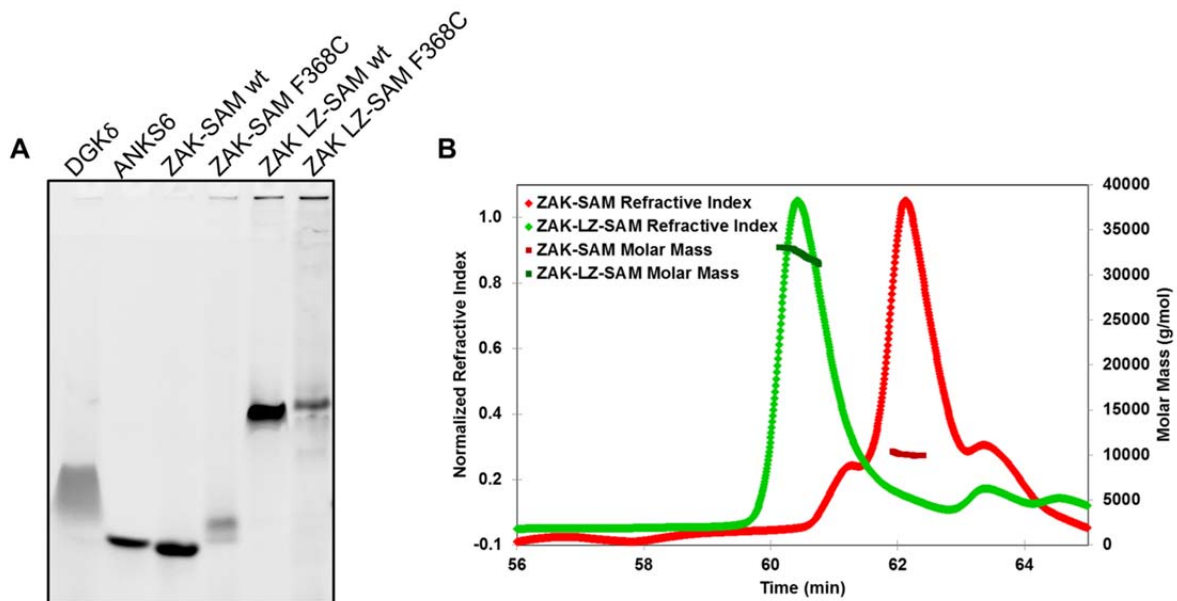 A
DGKδ
ANKS6
ZAK-SAM wt
ZAK-SAM F368C
ZAK LZ-SAM wt
ZAK LZ-SAM F368C
B
ZAK-SAM Refractive Index
ZAK-LZ-SAM Refractive Index
ZAK-SAM Molar Mass
ZAK-LZ-SAM Molar Mass
Normalized Refractive Index
1.0
0.8
0.6
0.4
0.2
-0.1
56
58
60
62
64
Time (min)
40000
35000
30000
25000
20000
15000
10000
5000
0
Molar Mass (g/mol)